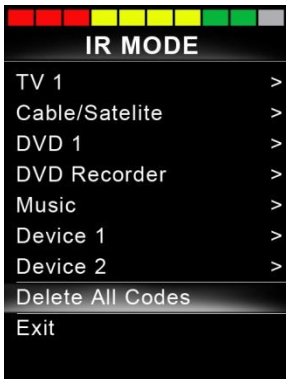 IR MODE
TV 1 >
Cable/Satelite >
DVD 1 >
DVD Recorder >
Music >
Device 1 >
Device 2 >
Delete All Codes
Exit